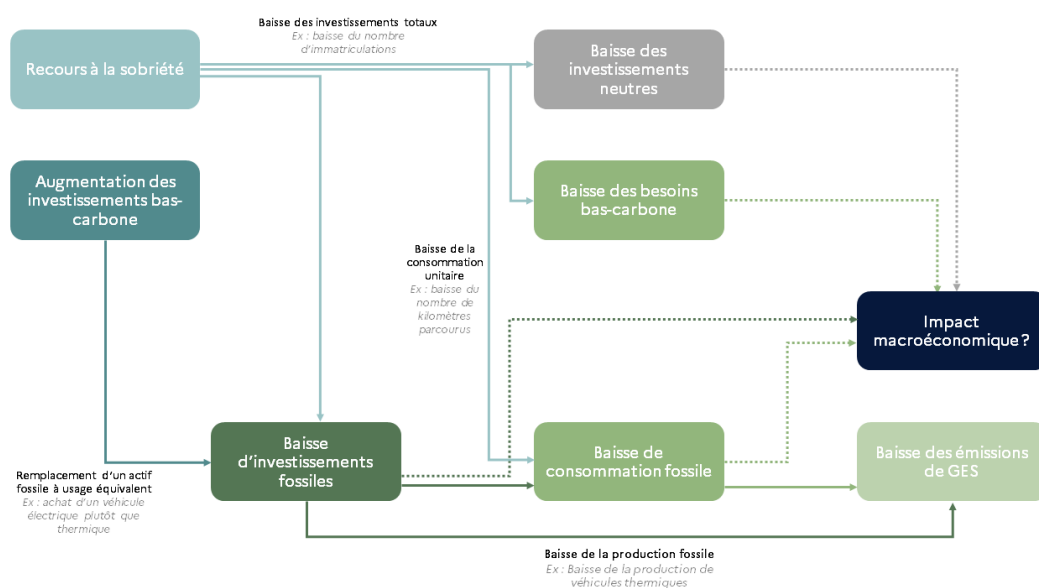 Baisse des investissements totaux
Ex : baisse du nombre
d'immatriculations
Recours à la sobriété
Baisse des
investissements
neutres
Augmentation des
investissements bas-
carbone
Baisse des besoins
bas-carbone
Baisse de la
consommation
unitaire
Ex : baisse du
nombre de
kilomètres
parcourus
Impact
macroéconomique ?
Baisse
d'investissements
fossiles
Baisse de
consommation fossile
Baisse des émissions
de GES
Remplacement d'un actif
fossile à usage équivalent
Ex : achat d'un véhicule
électrique plutôt que
thermique
Baisse de la production fossile
Ex : Baisse de la production de
véhicules thermiques